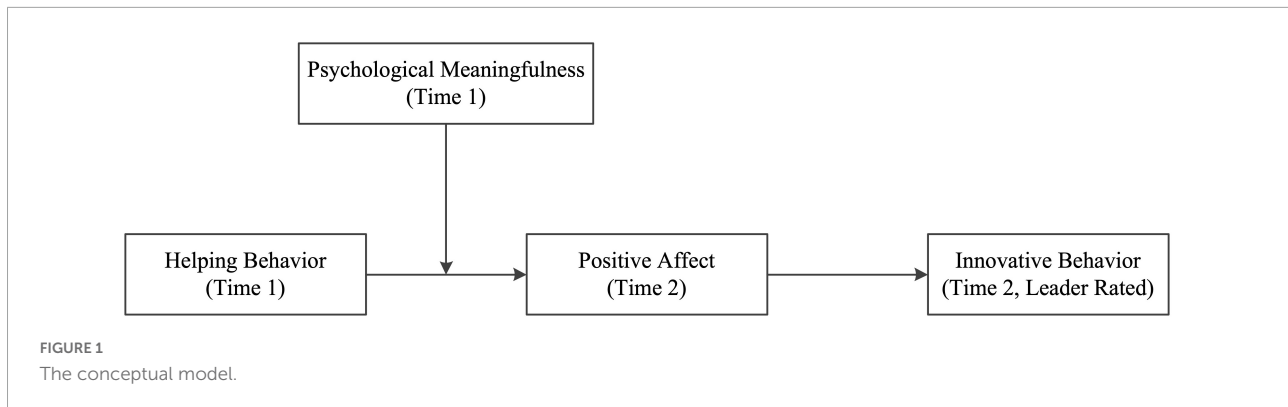 Psychological Meaningfulness
(Time 1)
Helping Behavior
(Time 1)
Positive Affect
(Time 2)
Innovative Behavior
(Time 2, Leader Rated)
FIGURE 1
The conceptual model.